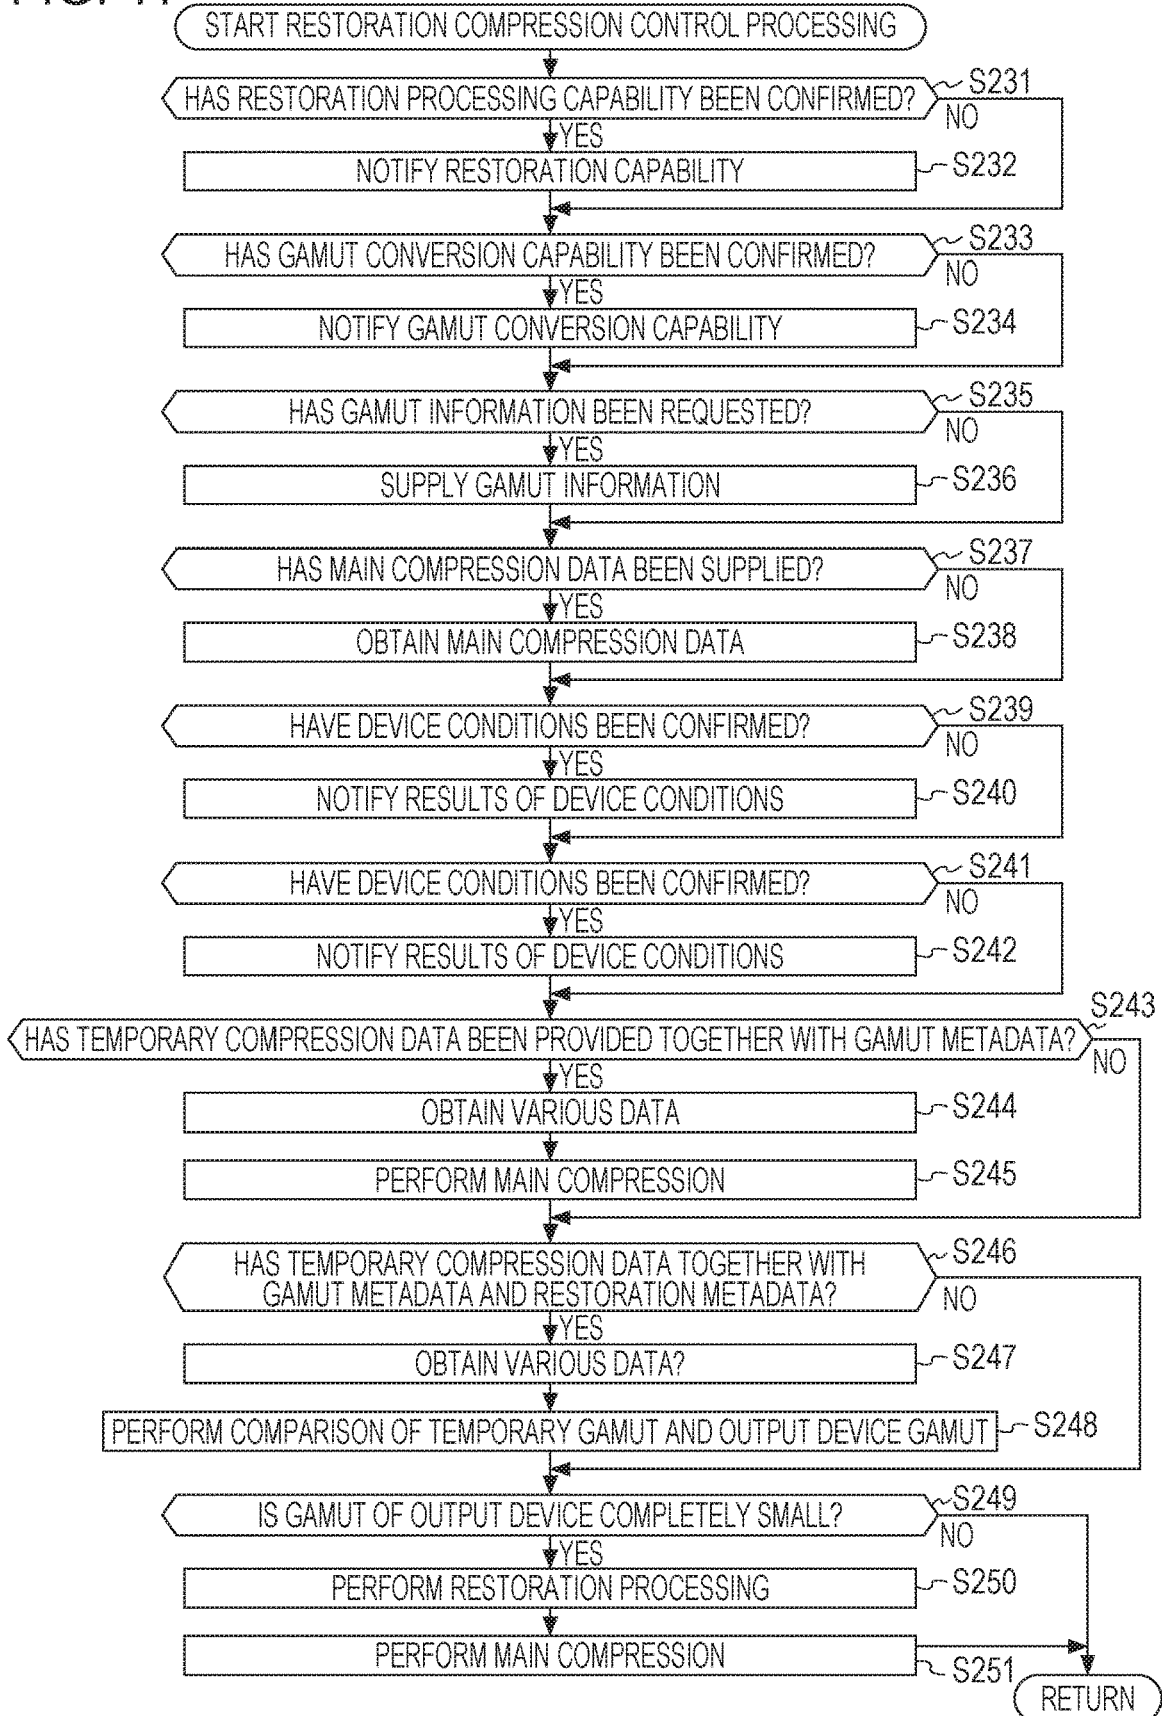 START RESTORATION COMPRESSION CONTROL PROCESSING
HAS RESTORATION PROCESSING CAPABILITY BEEN CONFIRMED?
S231
NO
YES
NOTIFY RESTORATION CAPABILITY
S232
HAS GAMUT CONVERSION CAPABILITY BEEN CONFIRMED?
S233
NO
YES
NOTIFY GAMUT CONVERSION CAPABILITY
S234
HAS GAMUT INFORMATION BEEN REQUESTED?
S235
NO
YES
SUPPLY GAMUT INFORMATION
S236
HAS MAIN COMPRESSION DATA BEEN SUPPLIED?
S237
NO
YES
OBTAIN MAIN COMPRESSION DATA
S238
HAVE DEVICE CONDITIONS BEEN CONFIRMED?
S239
NO
YES
NOTIFY RESULTS OF DEVICE CONDITIONS
S240
HAVE DEVICE CONDITIONS BEEN CONFIRMED?
S241
NO
YES
NOTIFY RESULTS OF DEVICE CONDITIONS
S242
HAS TEMPORARY COMPRESSION DATA BEEN PROVIDED TOGETHER WITH GAMUT METADATA?
S243
NO
YES
OBTAIN VARIOUS DATA
S244
PERFORM MAIN COMPRESSION
S245
HAS TEMPORARY COMPRESSION DATA TOGETHER WITH
GAMUT METADATA AND RESTORATION METADATA?
S246
NO
YES
OBTAIN VARIOUS DATA?
S247
PERFORM COMPARISON OF TEMPORARY GAMUT AND OUTPUT DEVICE GAMUT
S248
IS GAMUT OF OUTPUT DEVICE COMPLETELY SMALL?
S249
NO
YES
PERFORM RESTORATION PROCESSING
S250
PERFORM MAIN COMPRESSION
S251
RETURN